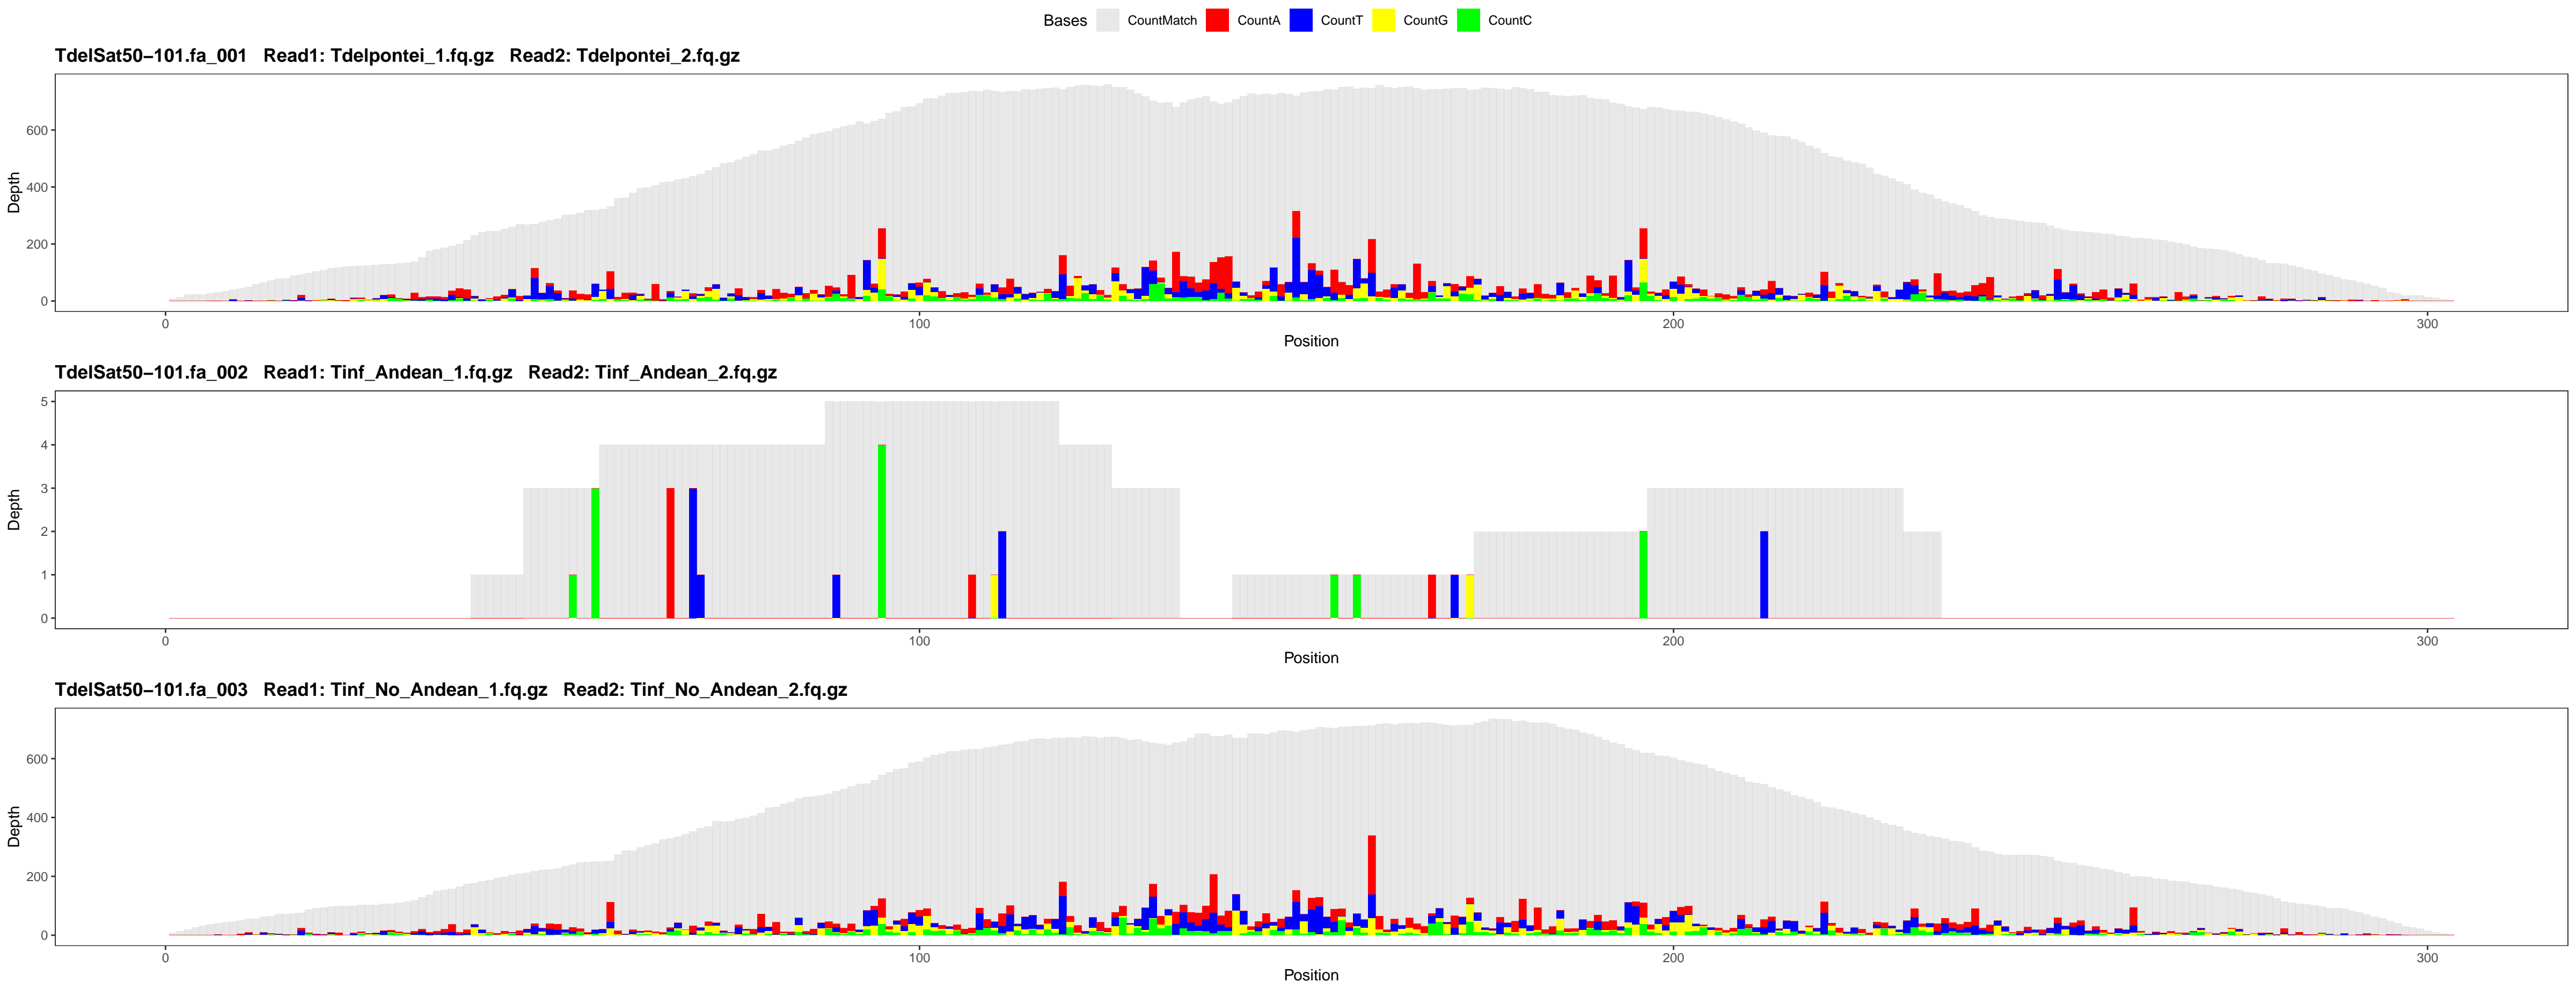 Bases CountMatch CountA CountT CountG CountC
TdelSat50−101.fa_001 Read1: Tdelpontei_1.fq.gz Read2: Tdelpontei_2.fq.gz
Depth
600
400
200
0
0 100 200 300
Position
TdelSat50−101.fa_002 Read1: Tinf_Andean_1.fq.gz Read2: Tinf_Andean_2.fq.gz
Depth
5
4
3
2
1
0
0 100 200 300
Position
TdelSat50−101.fa_003 Read1: Tinf_No_Andean_1.fq.gz Read2: Tinf_No_Andean_2.fq.gz
Depth
600
400
200
0
0 100 200 300
Position